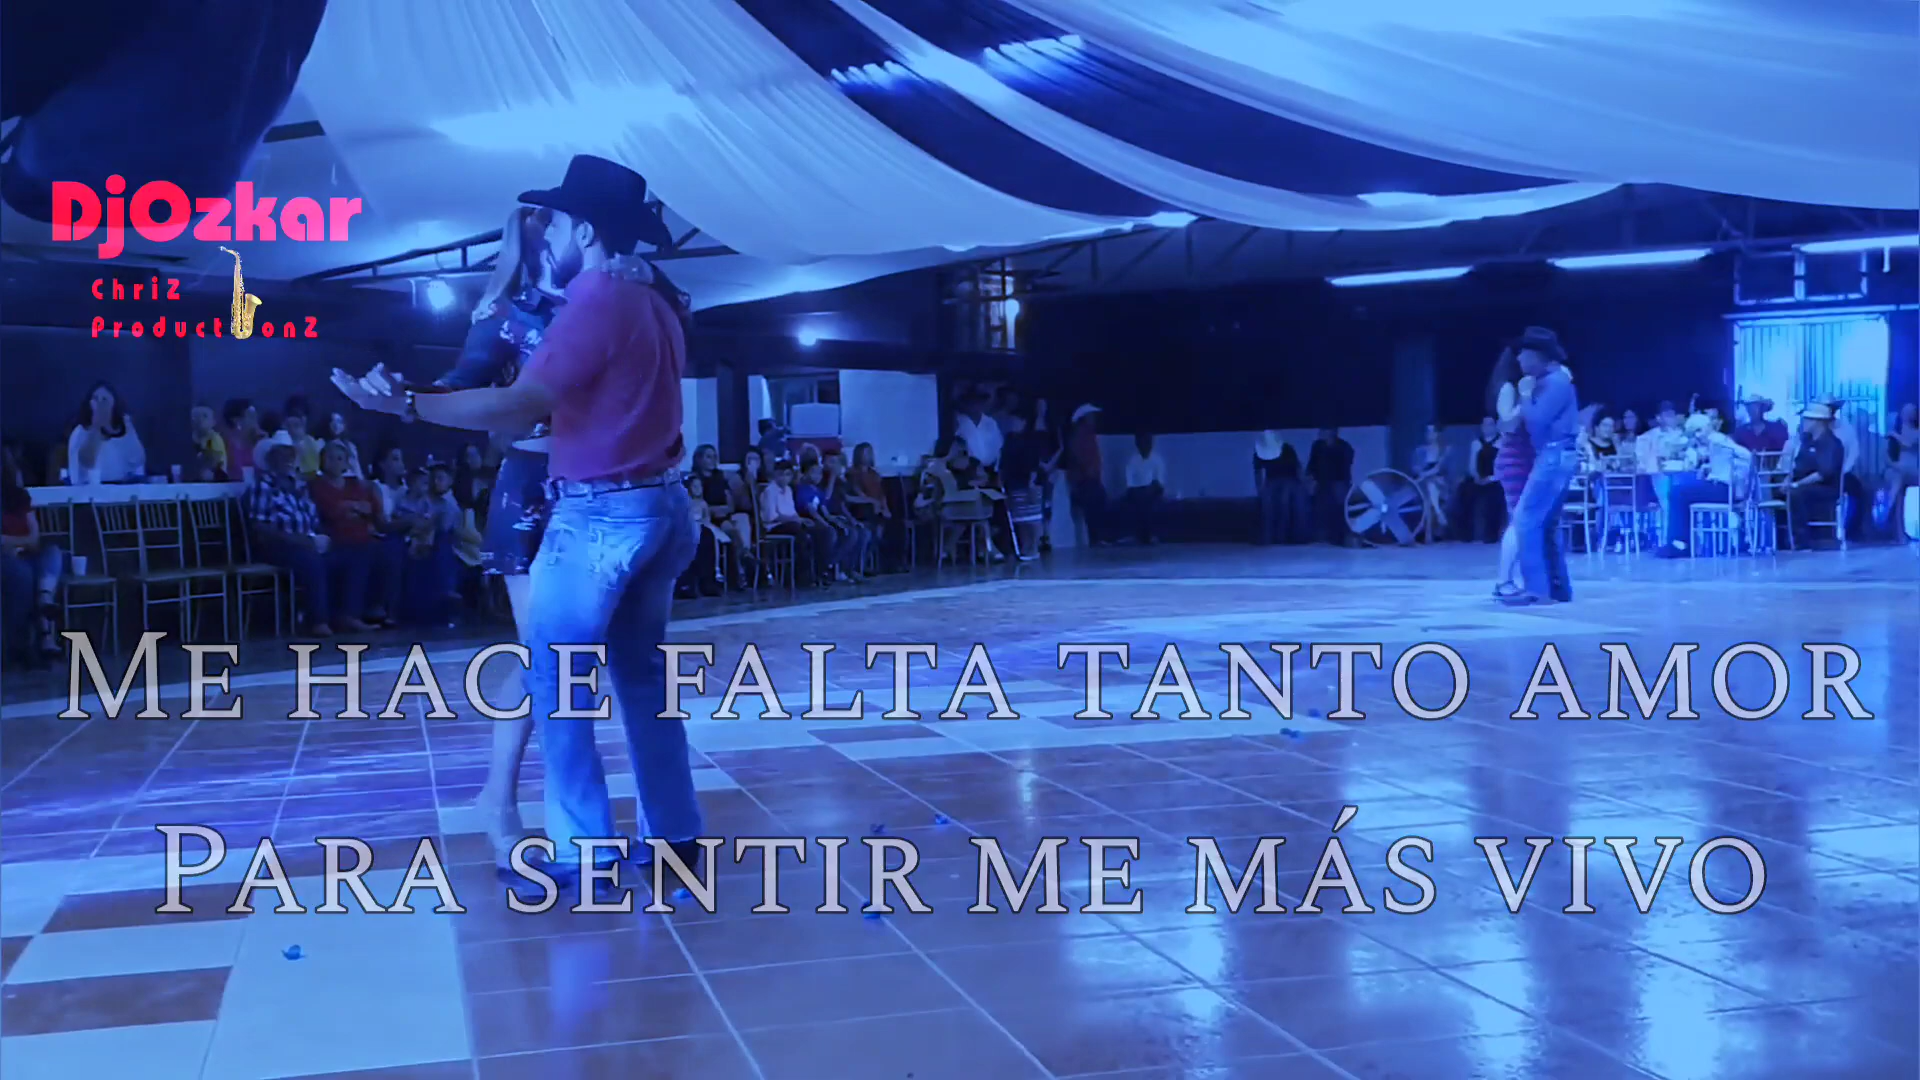 DjOzkar
ChriZ
ProductionZ
Me hace falta tanto amor
Para sentir me más vivo